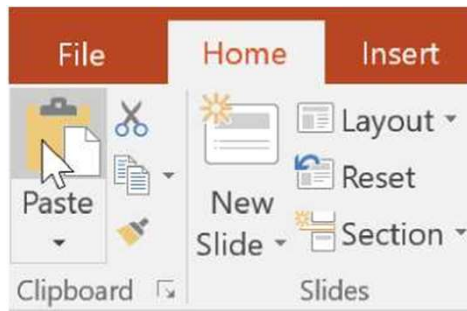 File Home Insert
Layout
Reset
Paste New
Slide Section
Clipboard Slides